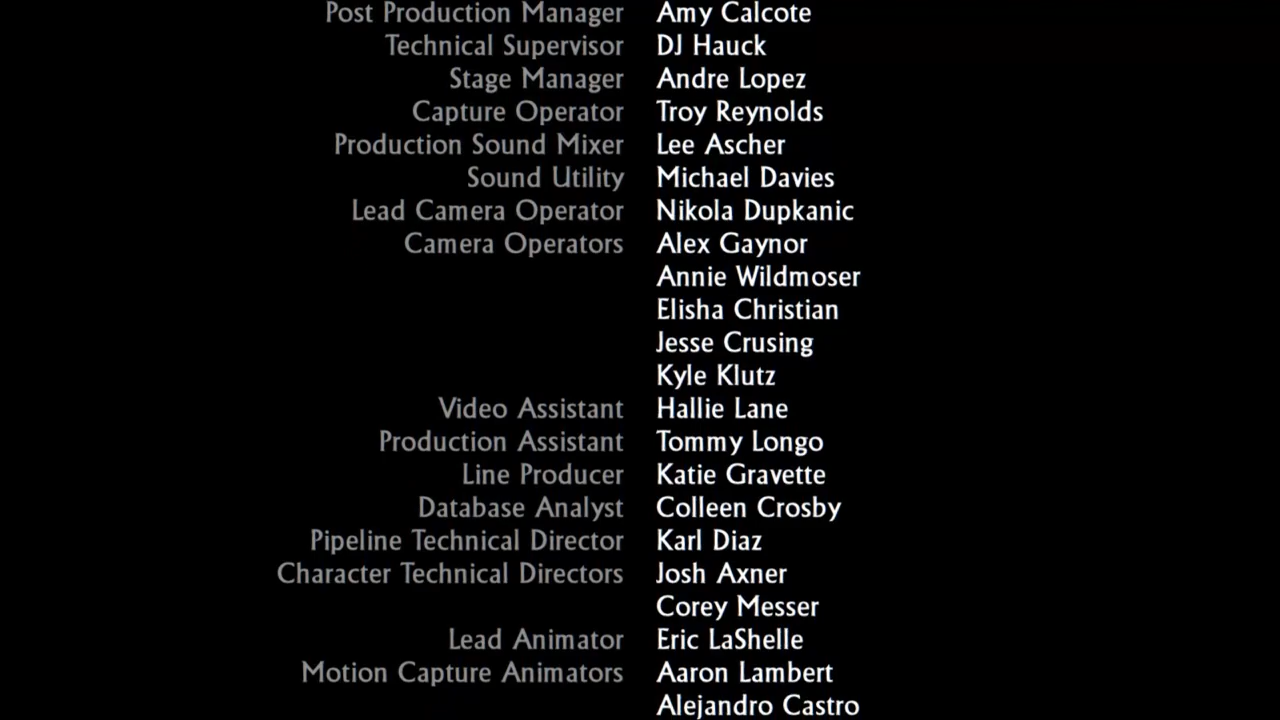 Post Production Manager Amy Calcote
Technical Supervisor DJ Hauck
Stage Manager Andre Lopez
Capture Operator Troy Reynolds
Production Sound Mixer Lee Ascher
Sound Utility Michael Davies
Lead Camera Operator Nikola Dupkanic
Camera Operators Alex Gaynor
Annie Wildmoser
Elisha Christian
Jesse Crusing
Kyle Klutz
Video Assistant Hallie Lane
Production Assistant Tommy Longo
Line Producer Katie Gravette
Database Analyst Colleen Crosby
Pipeline Technical Director Karl Diaz
Character Technical Directors Josh Axner
Corey Messer
Lead Animator Eric LaShelle
Motion Capture Animators Aaron Lambert
Alejandro Castro